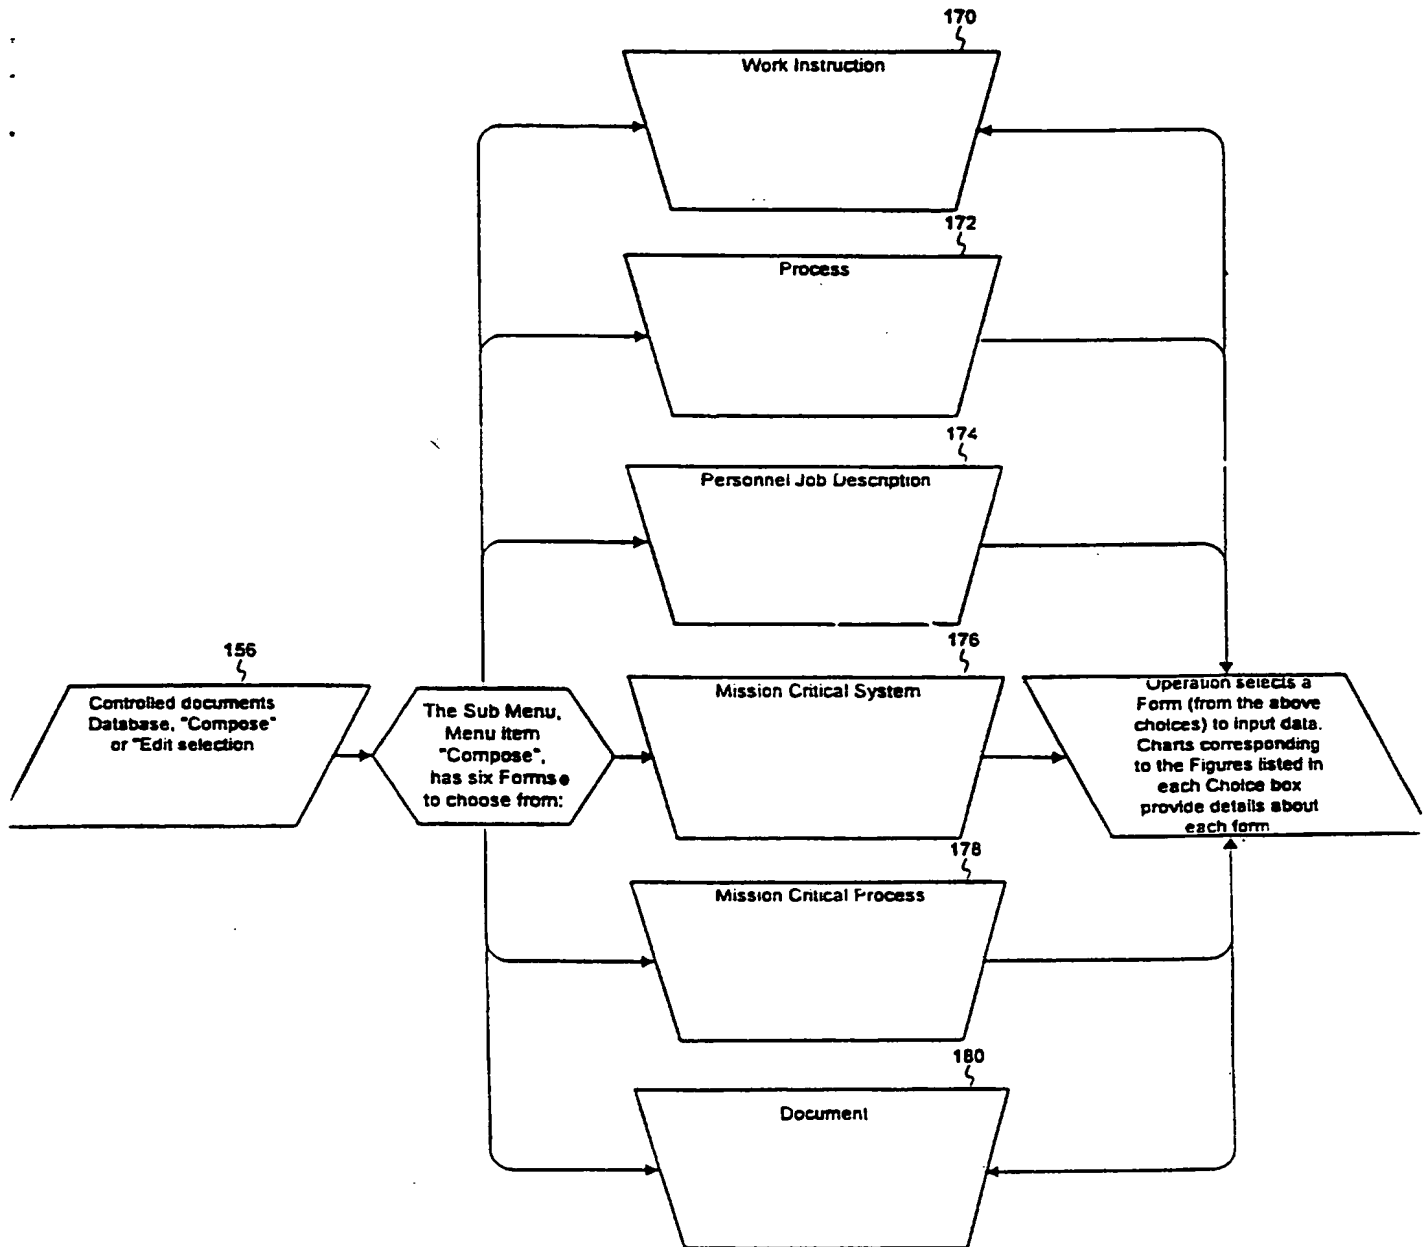 170
Work Instruction
172
Process
174
Personnel Job Description
156
Controlled documents
Database, "Compose"
or "Edit selection
The Sub Menu,
Menu Item
"Compose",
has six Forms
to choose from:
176
Mission Critical System
Operation selects a
Form (from the above
choices) to input data.
Charts corresponding
to the Figures listed in
each Choice box
provide details about
each form
178
Mission Critical Process
180
Document